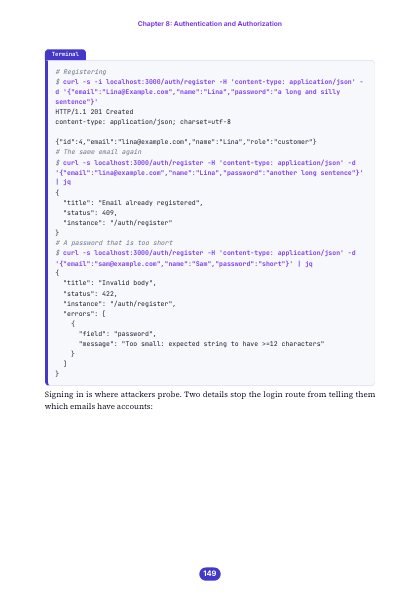 Chapter 8: Authentication and Authorization
Terminal
# Registering
$ curl -s -i localhost:3000/auth/register -H 'content-type: application/json' -
d '{"email":"Lina@Example.com","name":"Lina","password":"a long and silly
sentence"}'
HTTP/1.1 201 Created
content-type: application/json; charset=utf-8

{"id":4,"email":"lina@example.com","name":"Lina","role":"customer"}
# The same email again
$ curl -s localhost:3000/auth/register -H 'content-type: application/json' -d
'{"email":"lina@example.com","name":"Lina","password":"another long sentence"}'
| jq
{
  "title": "Email already registered",
  "status": 409,
  "instance": "/auth/register"
}
# A password that is too short
$ curl -s localhost:3000/auth/register -H 'content-type: application/json' -d
'{"email":"sam@example.com","name":"Sam","password":"short"}' | jq
{
  "title": "Invalid body",
  "status": 422,
  "instance": "/auth/register",
  "errors": [
    {
      "field": "password",
      "message": "Too small: expected string to have >=12 characters"
    }
  ]
}
Signing in is where attackers probe. Two details stop the login route from telling them
which emails have accounts:
149